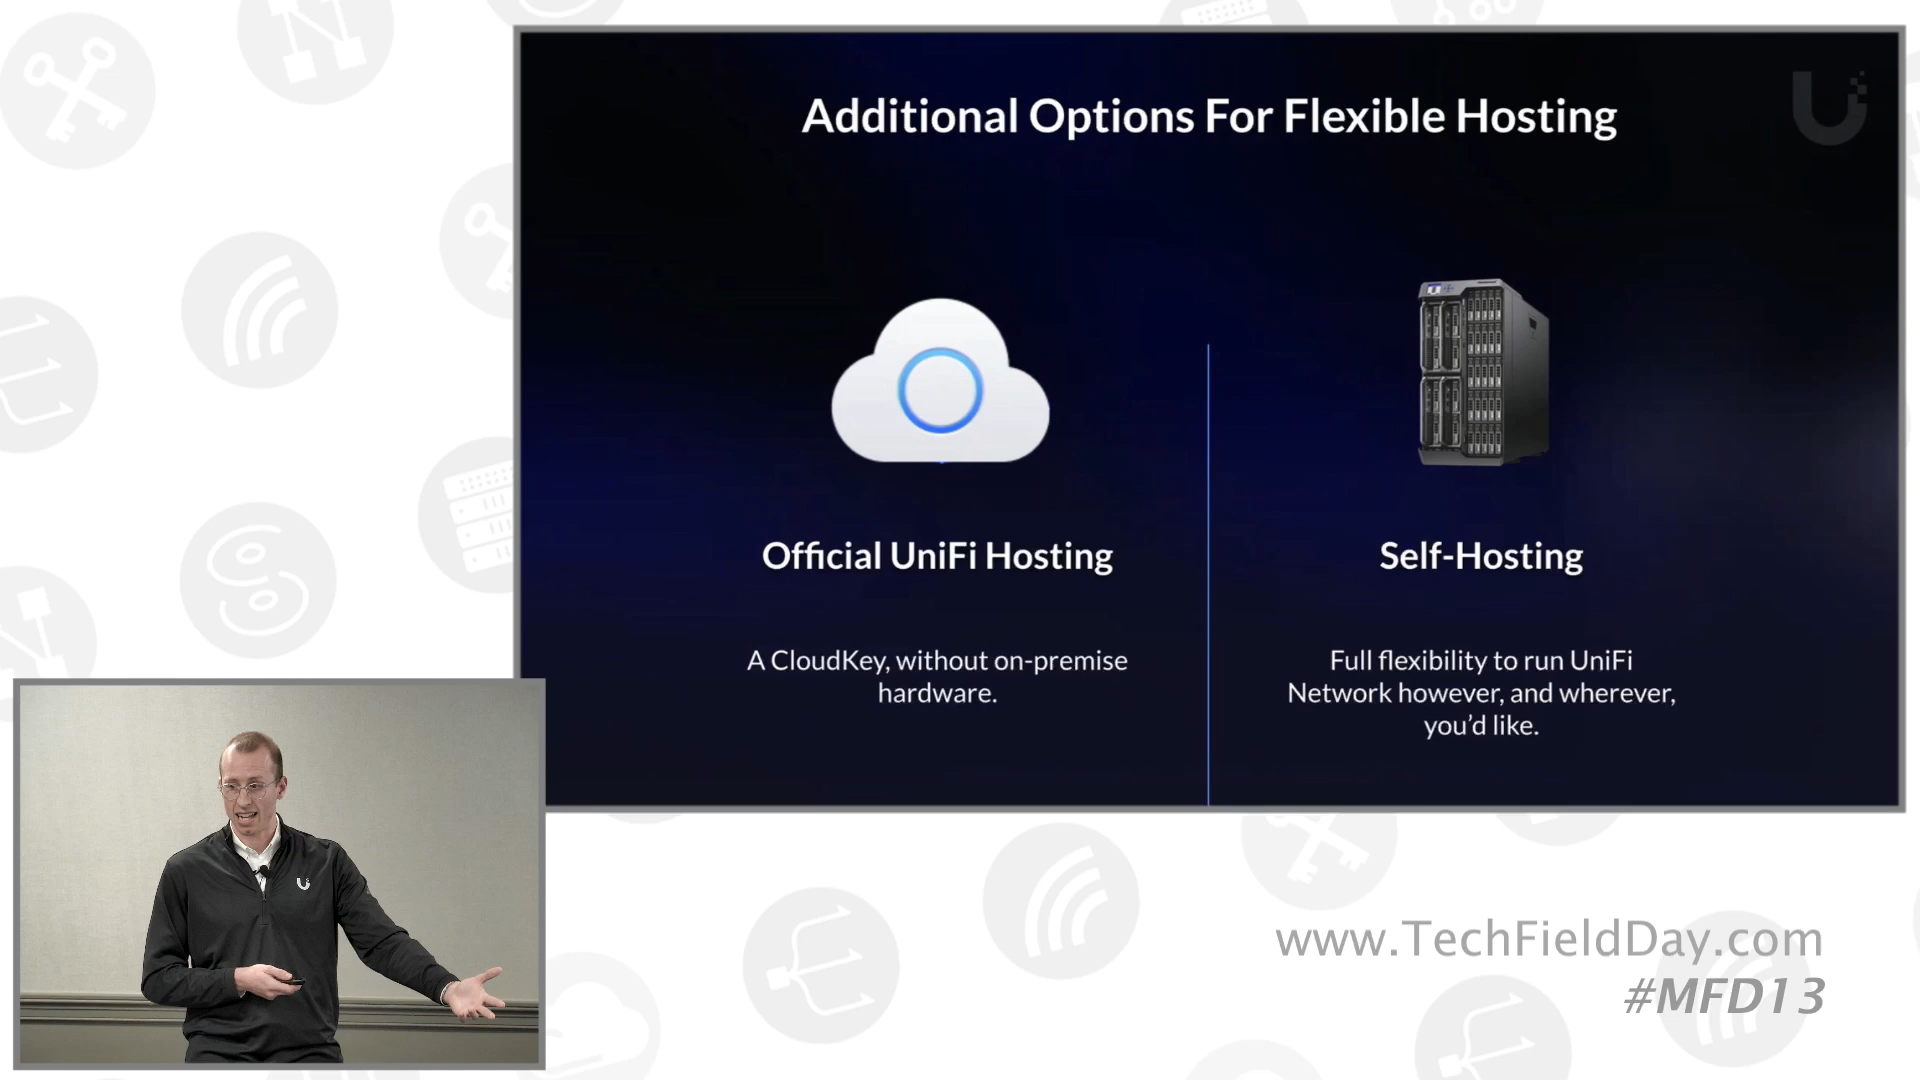 Additional Options For Flexible Hosting
Official UniFi Hosting
A CloudKey, without on-premise
hardware.
Self-Hosting
Full flexibility to run UniFi
Network however, and wherever,
you'd like.
www.TechFieldDay.com
#MFD13